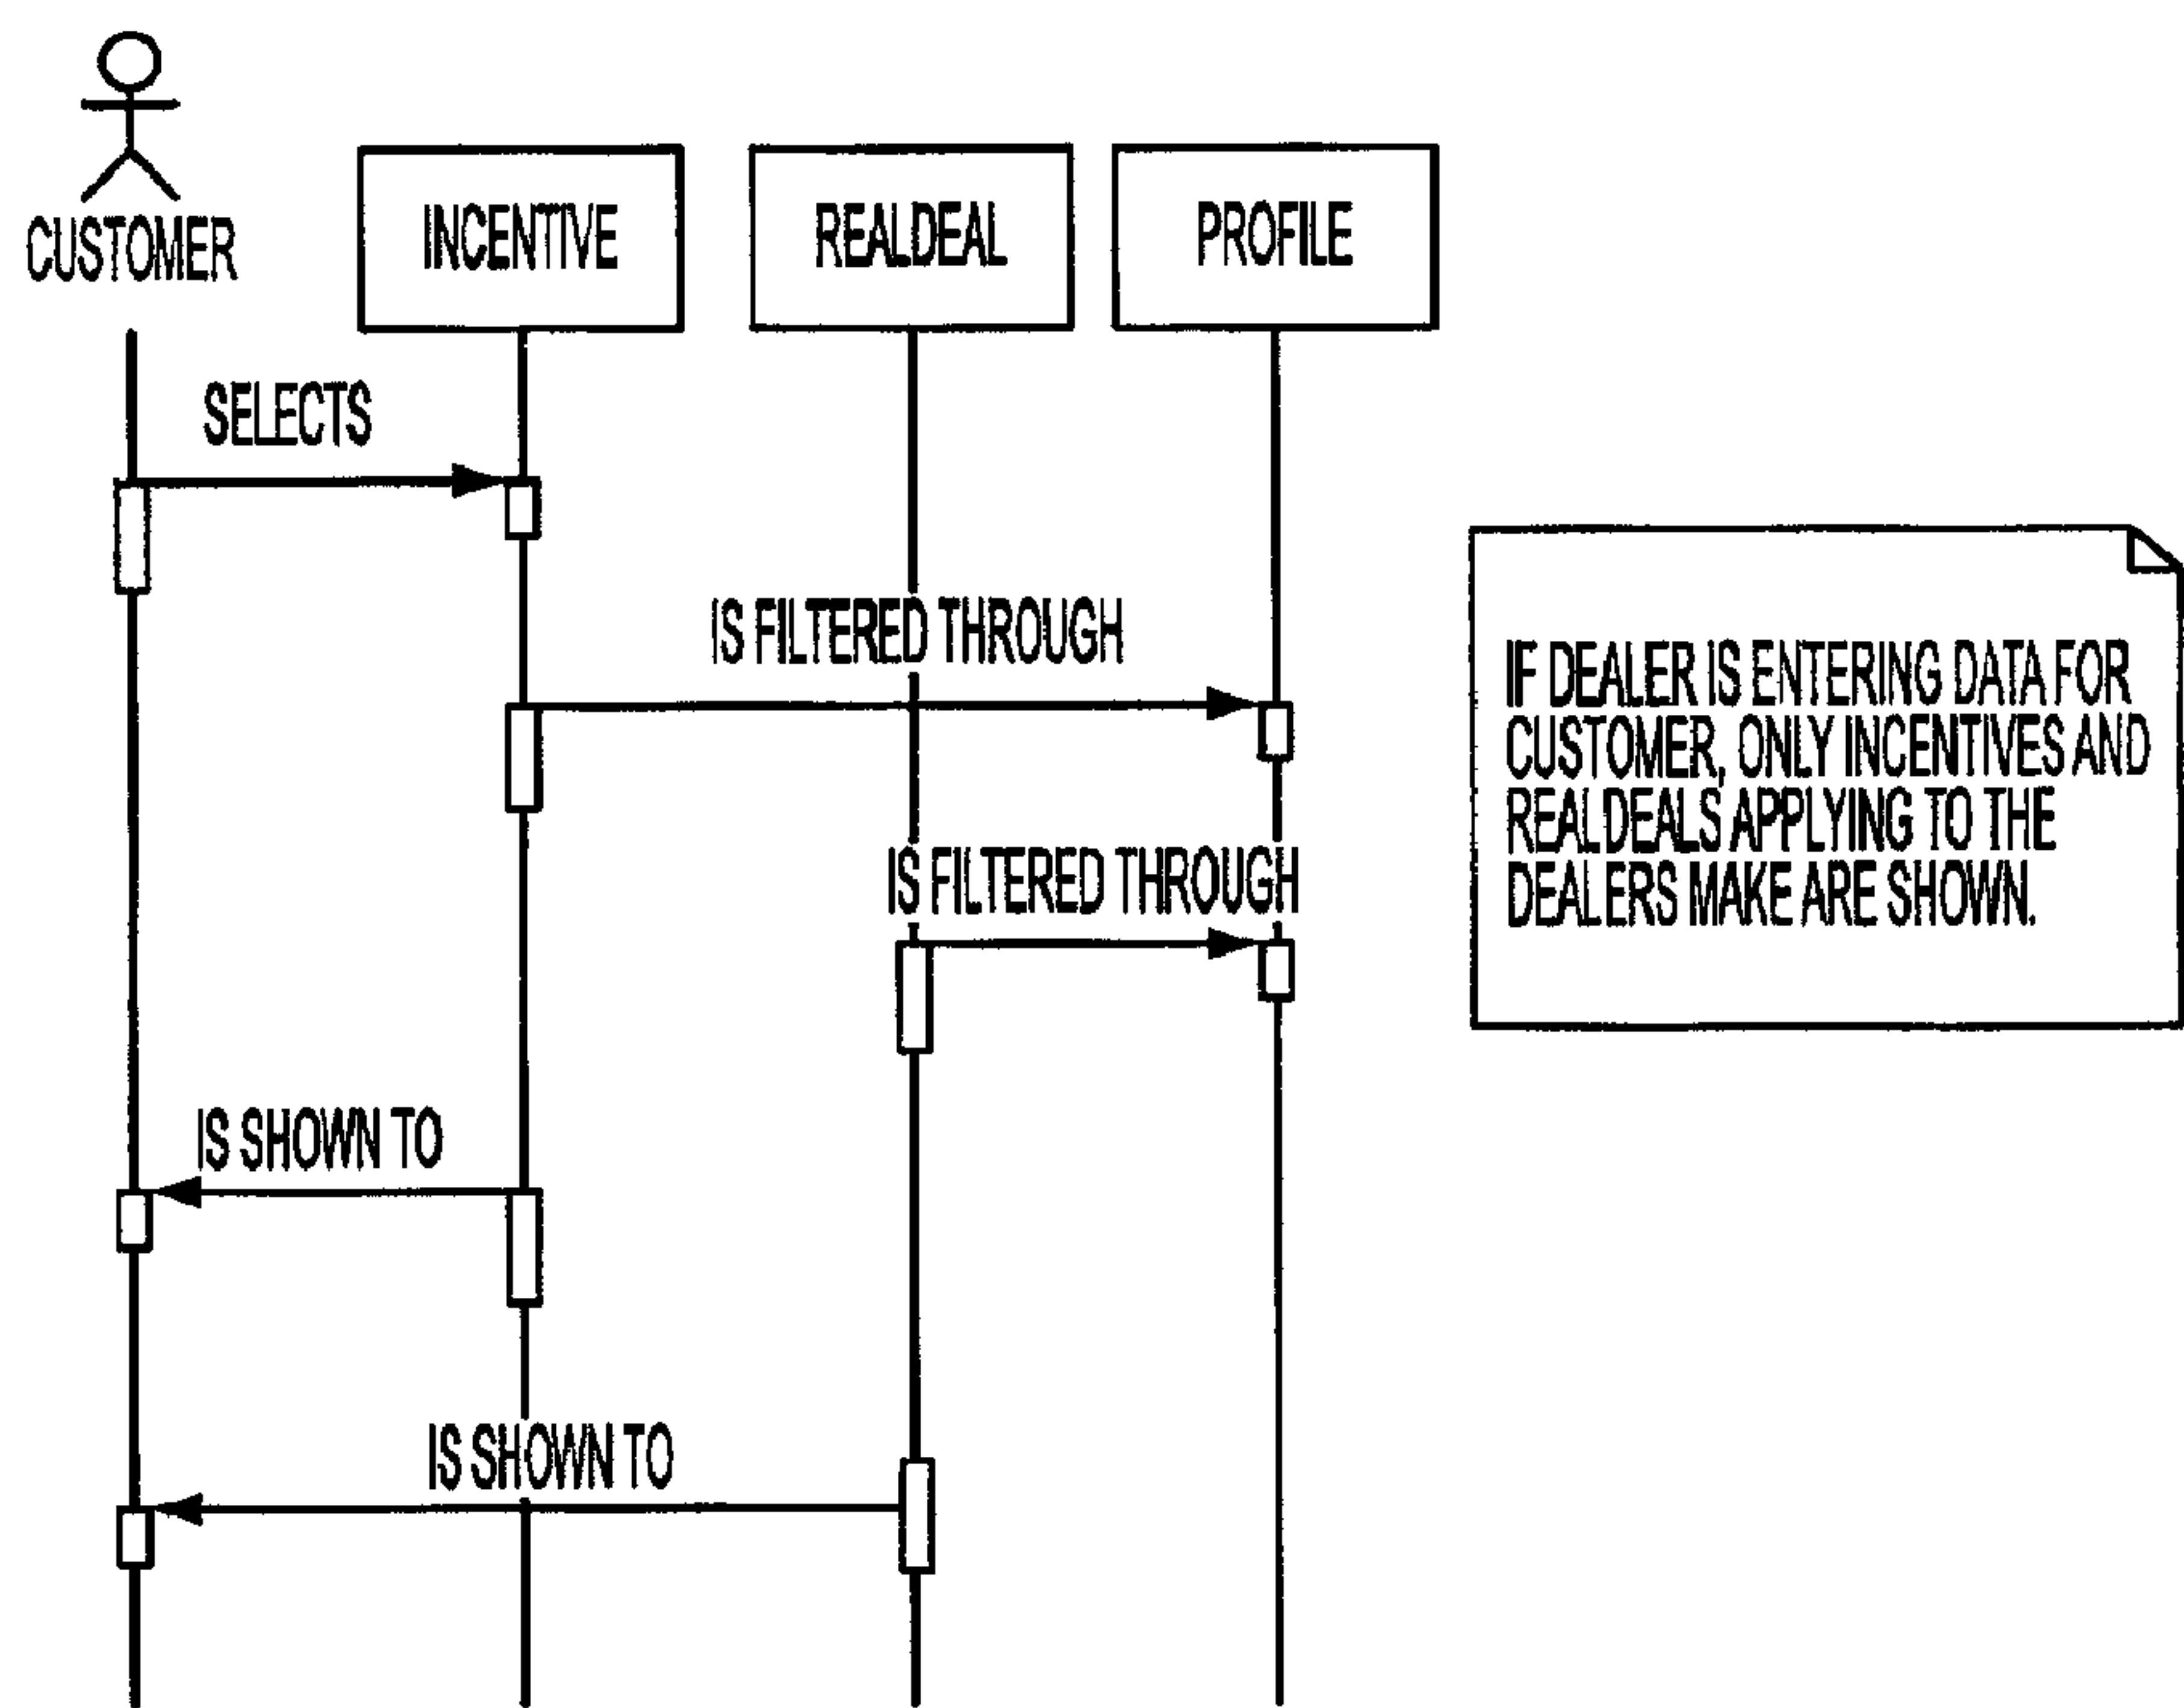 CUSTOMER
INCENTIVE
REALDEAL
PROFILE
SELECTS
IS FILTERED THROUGH
IS FILTERED THROUGH
IS SHOWN TO
IS SHOWN TO
IF DEALER IS ENTERING DATA FOR
CUSTOMER, ONLY INCENTIVES AND
REALDEALS APPLYING TO THE
DEALERS MAKE ARE SHOWN.